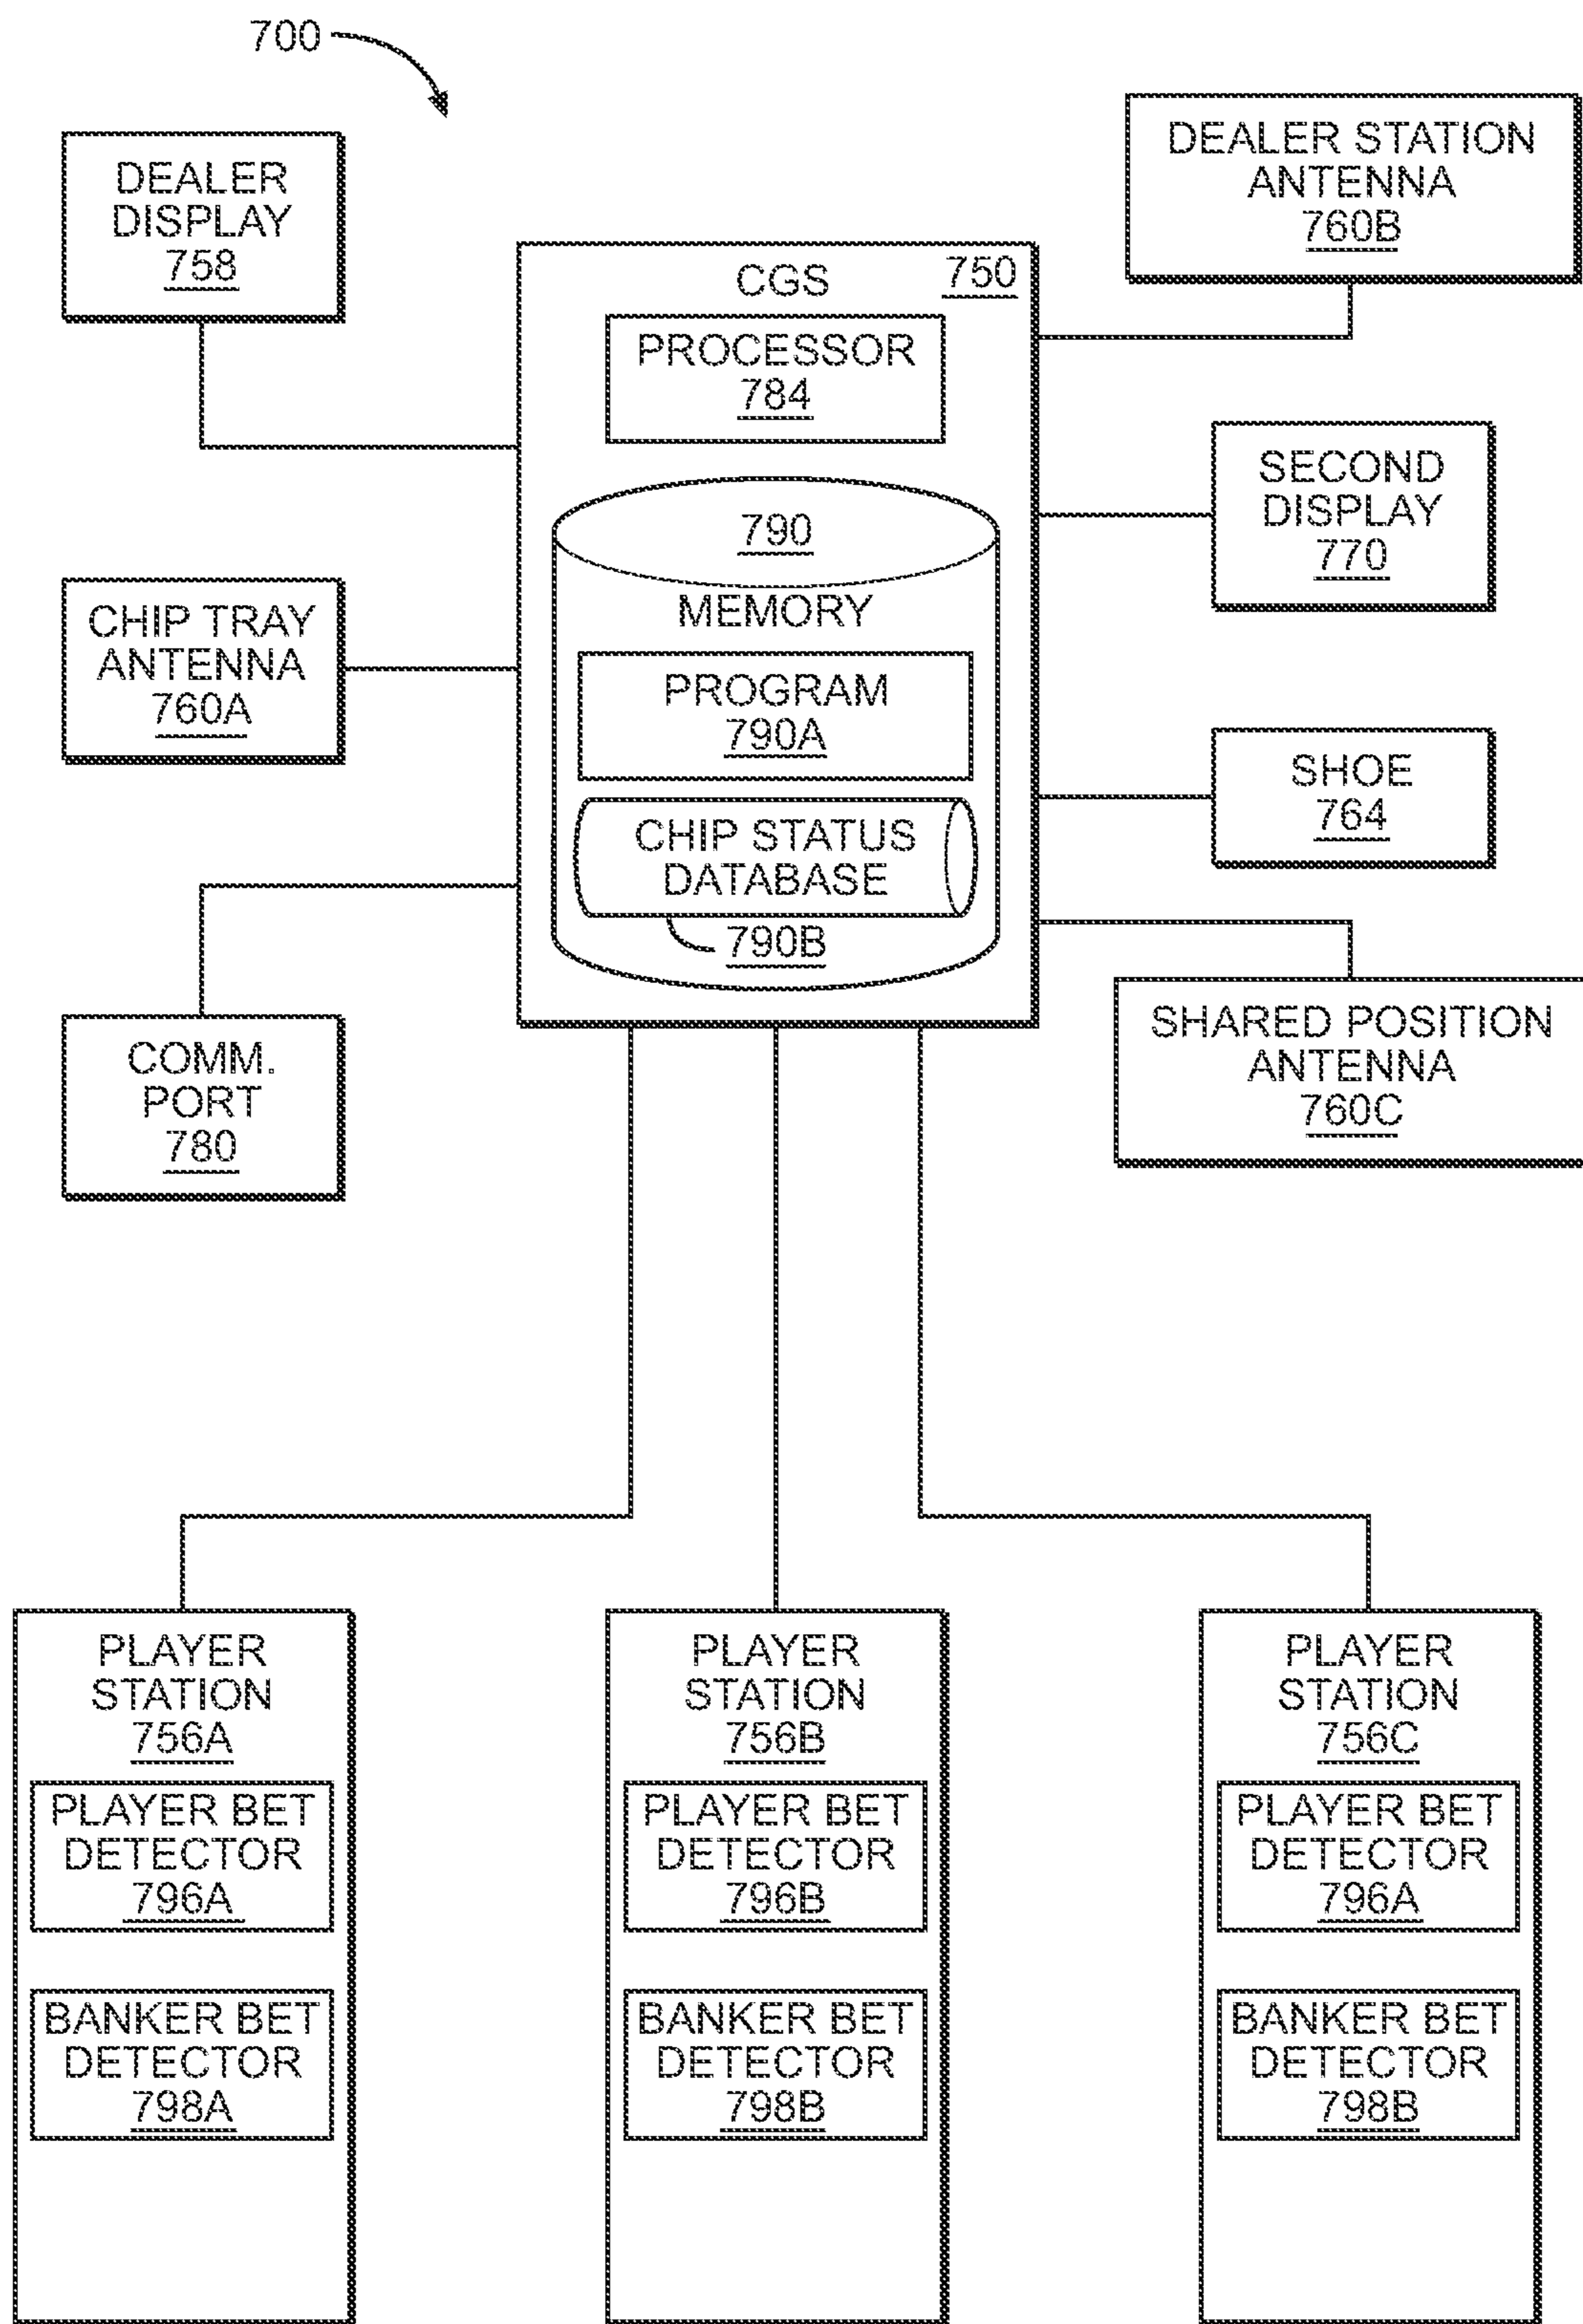 700
DEALER
DISPLAY
758
DEALER STATION
ANTENNA
760B
CGS
750
PROCESSOR
784
SECOND
DISPLAY
770
790
MEMORY
CHIP TRAY
ANTENNA
760A
PROGRAM
790A
SHOE
764
CHIP STATUS
DATABASE
790B
COMM.
PORT
780
SHARED POSITION
ANTENNA
760C
PLAYER
STATION
756A
PLAYER BET
DETECTOR
796A
BANKER BET
DETECTOR
798A
PLAYER
STATION
756B
PLAYER BET
DETECTOR
796B
BANKER BET
DETECTOR
798B
PLAYER
STATION
756C
PLAYER BET
DETECTOR
796A
BANKER BET
DETECTOR
798B